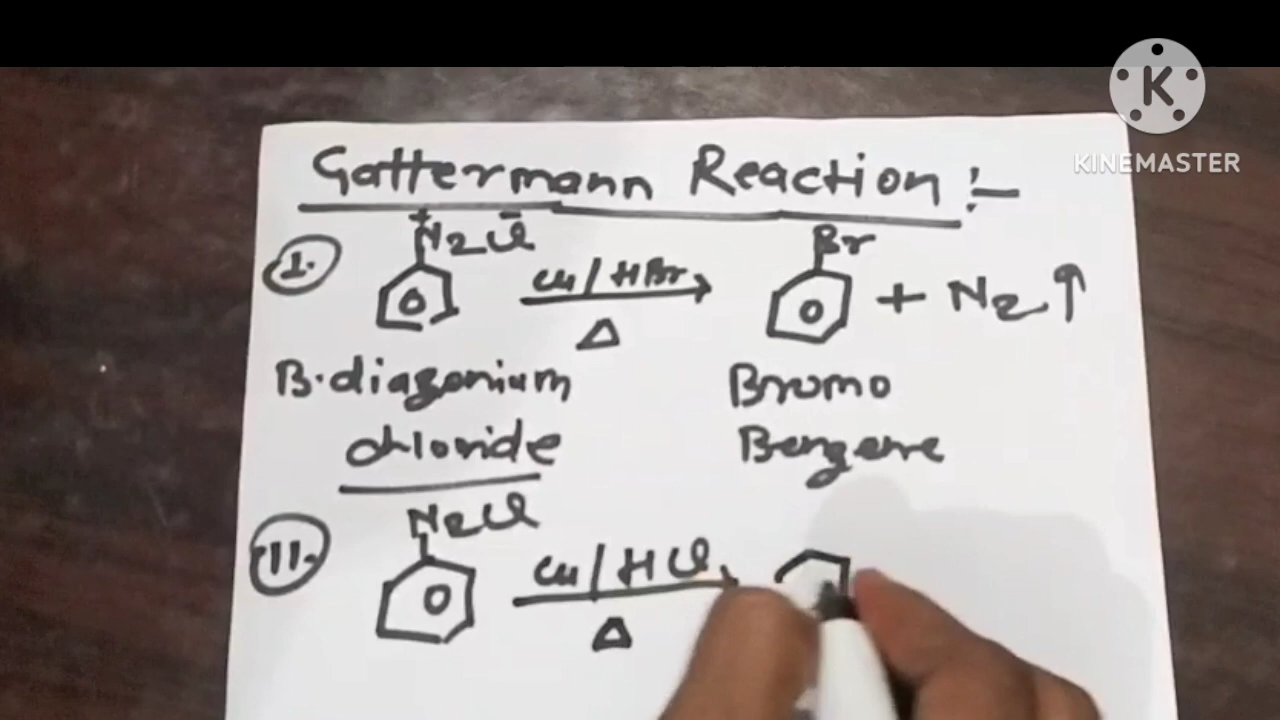 KINEMASTER
Gattermann Reaction :-
I.
N2Cl
Cu/HBr
Δ
Br
+ N2 ↑
B.diazonium
chloride
Bromo
Benzene
II.
N2Cl
Cu/HCl
Δ